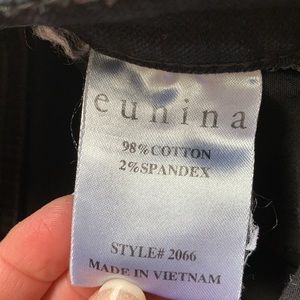 eunina
98%COTTON
2%SPANDEX
STYLE# 2066
MADE IN VIETNAM